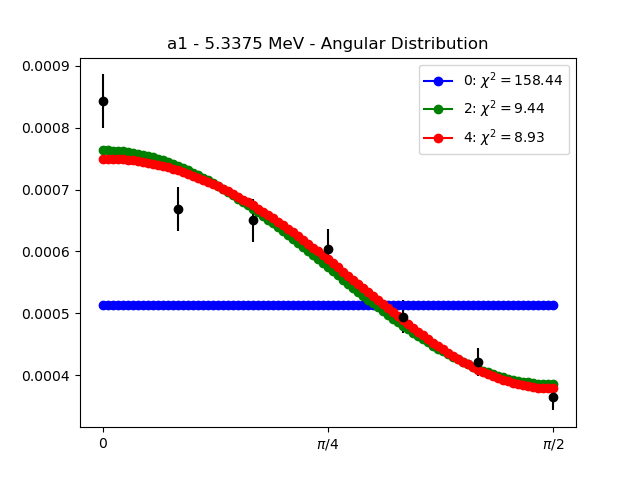 a1 - 5.3375 MeV - Angular Distribution
0.0009
0.0008
0.0007
0.0006
0.0005
0.0004
0: χ² = 158.44
2: χ² = 9.44
4: χ² = 8.93
0
π/4
π/2